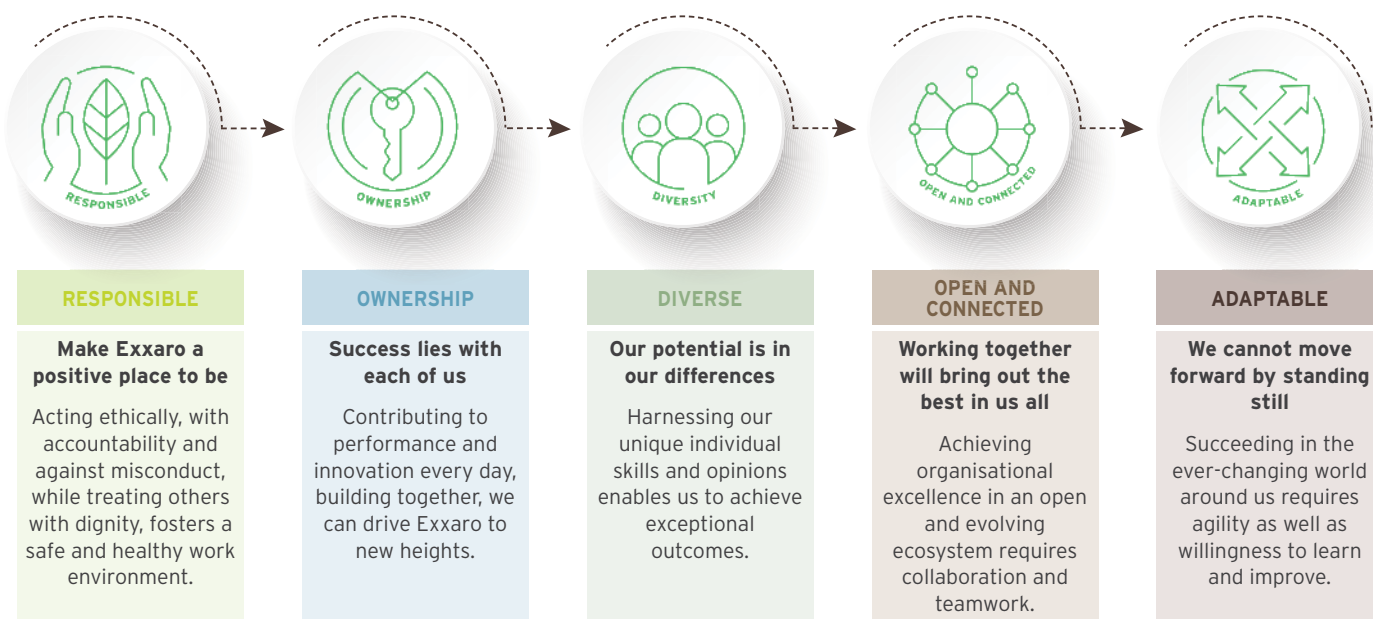 RESPONSIBLE
OWNERSHIP
DIVERSITY
OPEN AND CONNECTED
ADAPTABLE
RESPONSIBLE
Make Exxaro a
positive place to be
Acting ethically, with
accountability and
against misconduct,
while treating others
with dignity, fosters a
safe and healthy work
environment.
OWNERSHIP
Success lies with
each of us
Contributing to
performance and
innovation every day,
building together, we
can drive Exxaro to
new heights.
DIVERSE
Our potential is in
our differences
Harnessing our
unique individual
skills and opinions
enables us to achieve
exceptional
outcomes.
OPEN AND
CONNECTED
Working together
will bring out the
best in us all
Achieving
organisational
excellence in an open
and evolving
ecosystem requires
collaboration and
teamwork.
ADAPTABLE
We cannot move
forward by standing
still
Succeeding in the
ever-changing world
around us requires
agility as well as
willingness to learn
and improve.